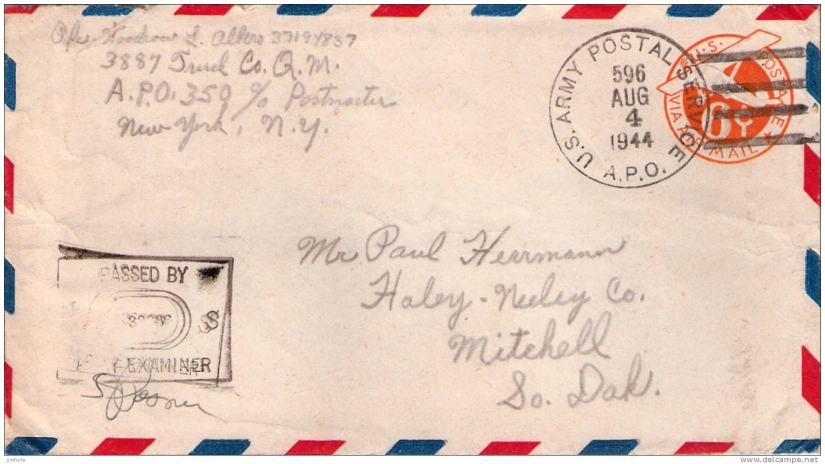 Pfc. Woodrow L. Albers 37194837
3887 Truck Co. Q.M.
A.P.O. 350 c/o Postmaster
New York, N.Y.
U.S. ARMY POSTAL SERVICE
596
AUG
4
1944
A.P.O.
U.S. POSTAGE
6¢
VIA AIR MAIL
Mr Paul Herrmann
Haley-Neeley Co.
Mitchell
So. Dak.
PASSED BY
EXAMINER
jmforte
www.delcampe.net